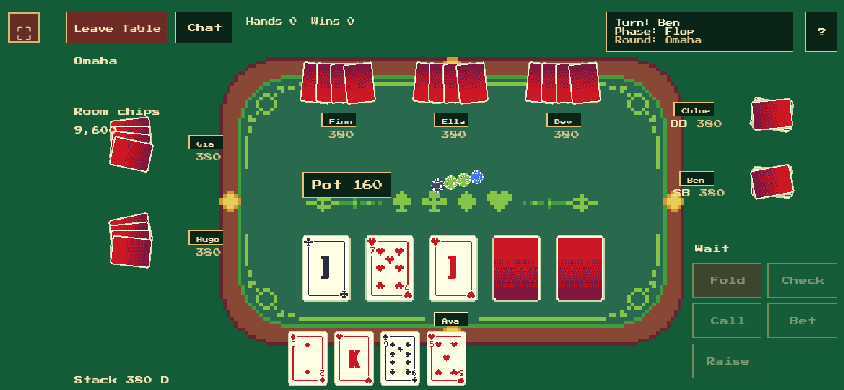 Leave Table
Chat
Hands 0 Wins 0
Turn: Ben
Phase: Flop
Round: Omaha
?
Omaha
Room chips
9,600
Finn
380
Ella
380
Dev
380
Chloe
DD 380
Gia
380
Ben
SB 380
Pot 160
Hugo
380
J
J
Wait
Fold
Check
Call
Bet
Raise
Ava
K
Stack 380 D